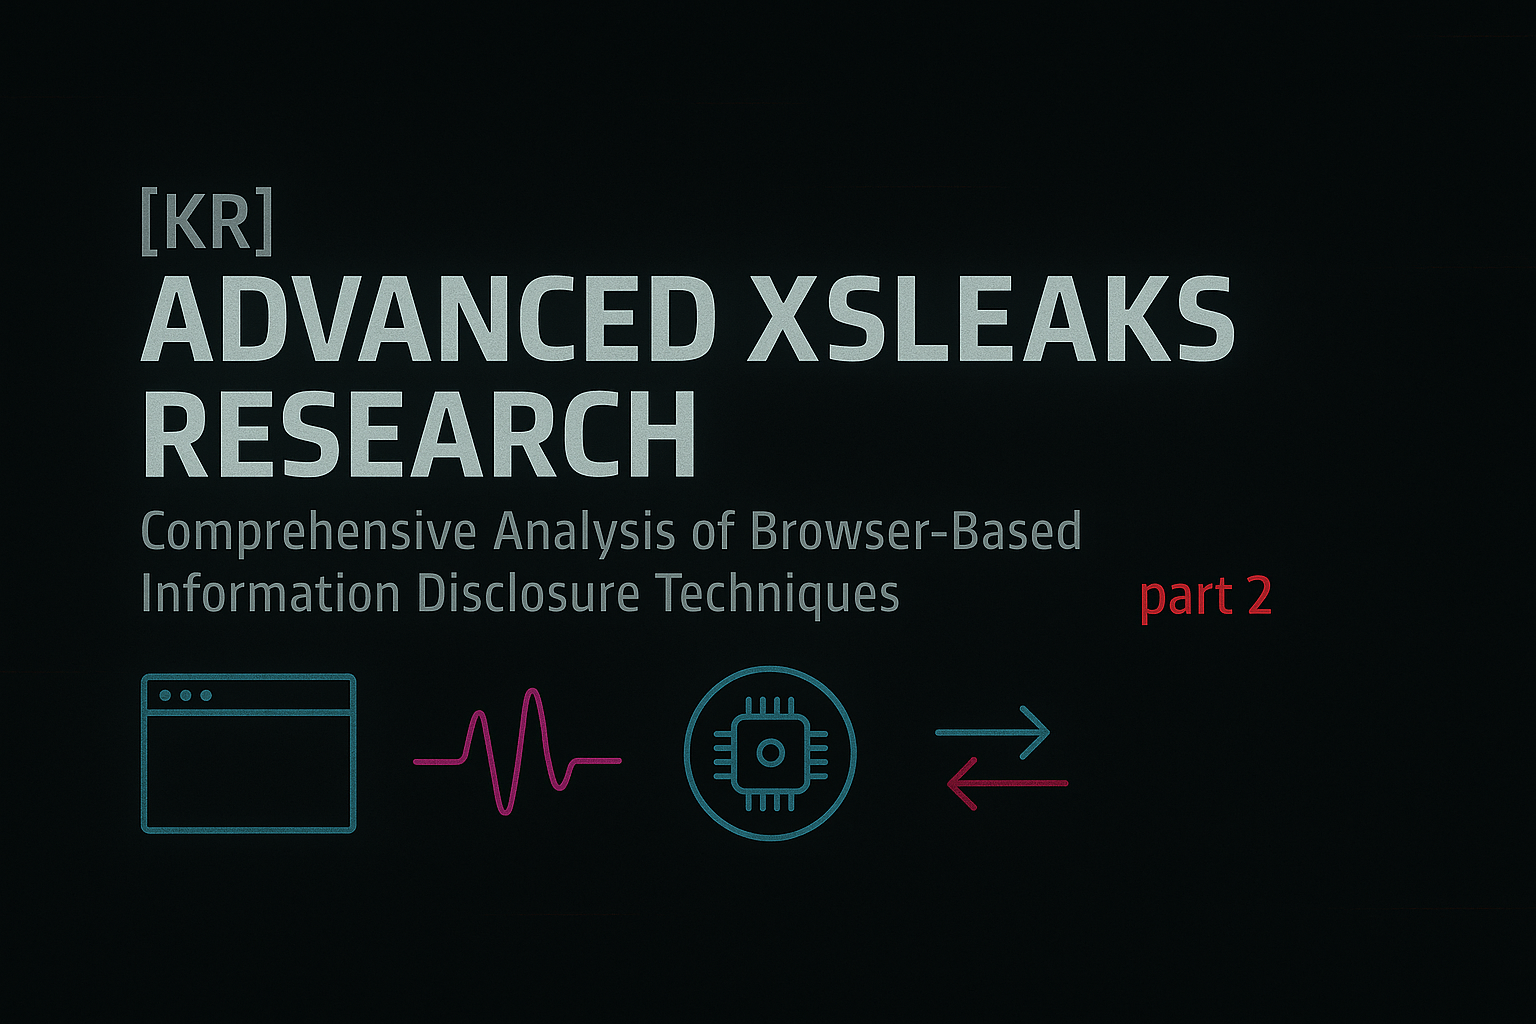 [KR]
ADVANCED XSLEAKS
RESEARCH
Comprehensive Analysis of Browser-Based
Information Disclosure Techniques
part 2